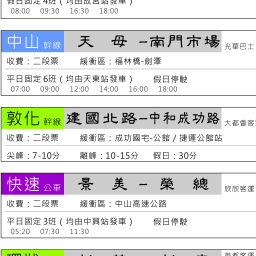 假日固定4班（均由故宮站發車）
08:00 09:30 16:30 18:00
中山 幹線 天 母－南門市場 光華巴士
收費：二段票 緩衝區：福林橋-劍潭
平日固定6班（均由天東站發車） 假日停駛
07:00 09:00 12:00 14:00 16:00 18:00
敦化 幹線 建國北路－中和成功路 大都會客
收費：二段票 緩衝區：成功國宅-公館 / 捷運公館站
尖峰：7-10分 離峰：10-15分 假日：30分
快速 公車 景 美－榮 總 欣欣客運
收費：二段票 緩衝區：中山高速公路
平日固定3班（均由中興站發車） 假日停駛
05:20 07:30 11:30